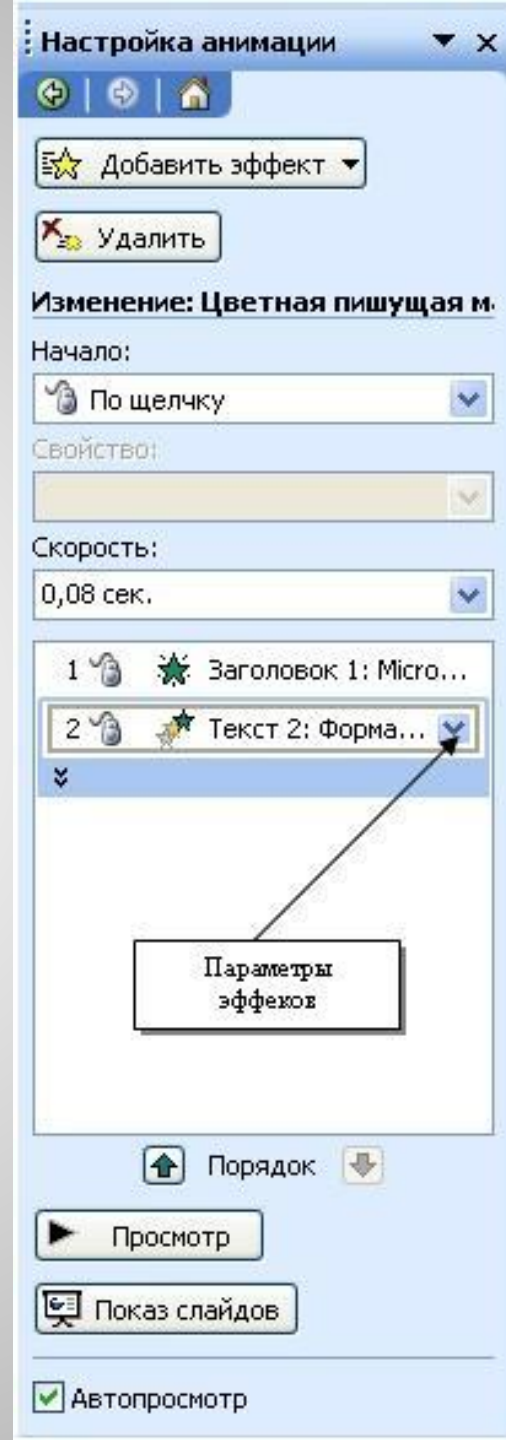 Настройка анимации
Добавить эффект
Удалить
Изменение: Цветная пишущая м
Начало:
По щелчку
Свойство:
Скорость:
0,08 сек.
1 Заголовок 1: Micro...
2 Текст 2: Форма...
Параметры
эффеков
Порядок
Просмотр
Показ слайдов
Автопросмотр